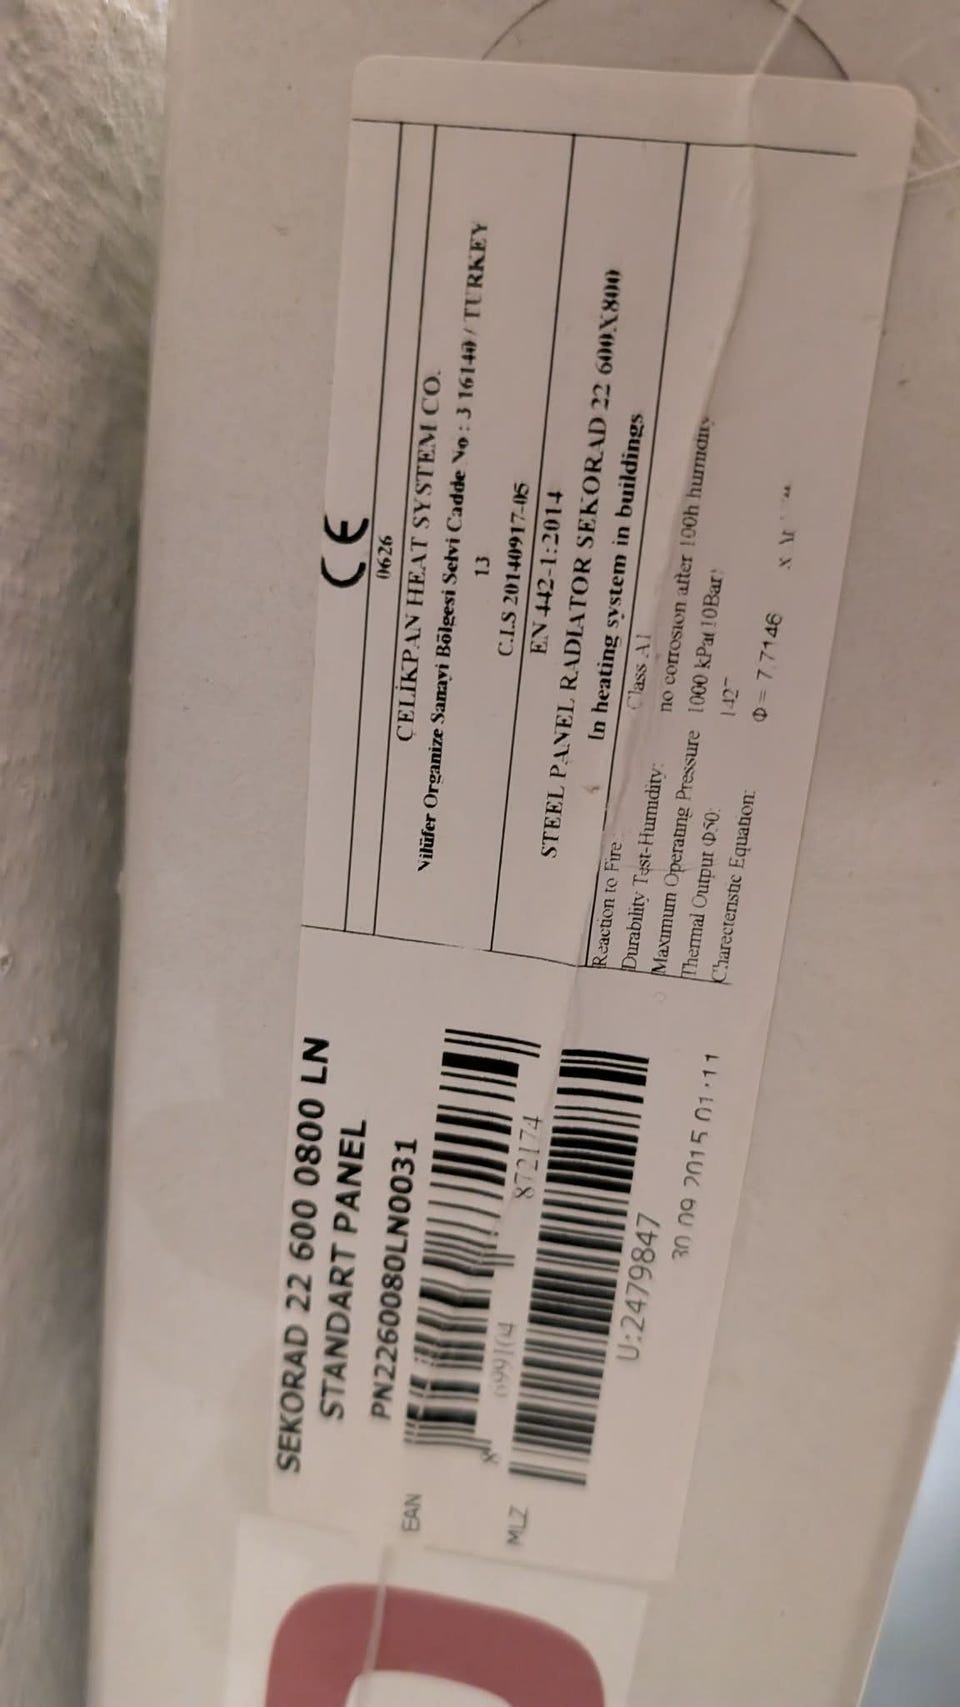 SEKORAD 22 600 0800 LN
STANDART PANEL
PN2260080LN0031
EAN
8 699104 872174
MLZ
U:2479847
30 09 2015 01:11
CE
0626
ÇELİKPAN HEAT SYSTEM CO.
Nilüfer Organize Sanayi Bölgesi Selvi Cadde No : 3 16140 / TURKEY
13
C.I.S 20140917-05
EN 442-1:2014
STEEL PANEL RADIATOR SEKORAD 22 600X800
In heating system in buildings
Reaction to Fire Class A1
Durability Test-Humidity: no corrosion after 100h humidity
Maximum Operating Pressure 1000 kPa(10Bar)
Thermal Output Φ50:
Charecteristic Equation: Φ = 7,7146